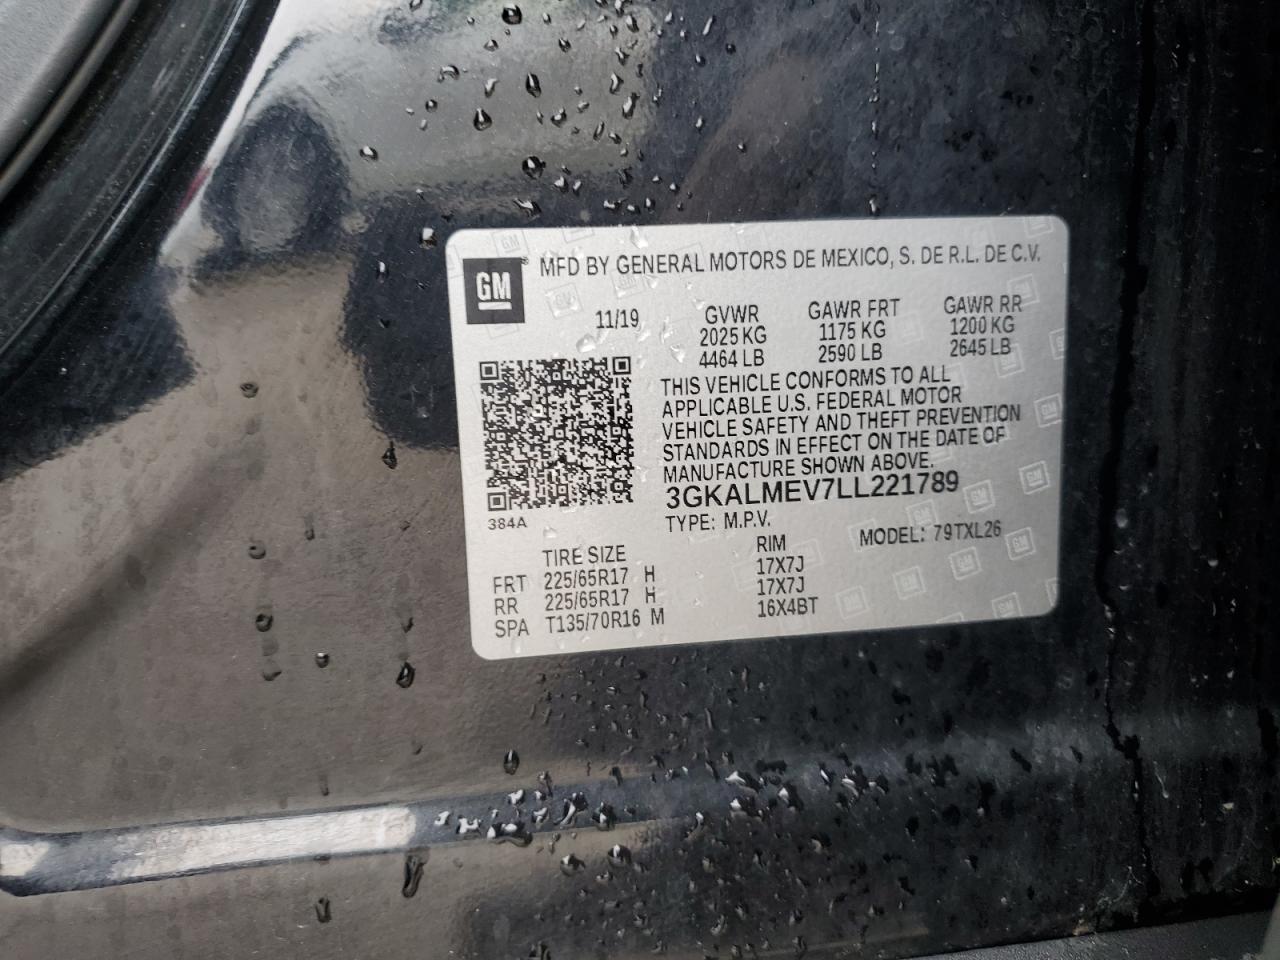 GM
MFD BY GENERAL MOTORS DE MEXICO, S. DE R.L. DE C.V.
11/19 GVWR GAWR FRT GAWR RR
2025 KG 1175 KG 1200 KG
4464 LB 2590 LB 2645 LB
THIS VEHICLE CONFORMS TO ALL
APPLICABLE U.S. FEDERAL MOTOR
VEHICLE SAFETY AND THEFT PREVENTION
STANDARDS IN EFFECT ON THE DATE OF
MANUFACTURE SHOWN ABOVE.
3GKALMEV7LL221789
384A
TYPE: M.P.V. MODEL: 79TXL26
TIRE SIZE RIM
FRT 225/65R17 H 17X7J
RR 225/65R17 H 17X7J
SPA T135/70R16 M 16X4BT